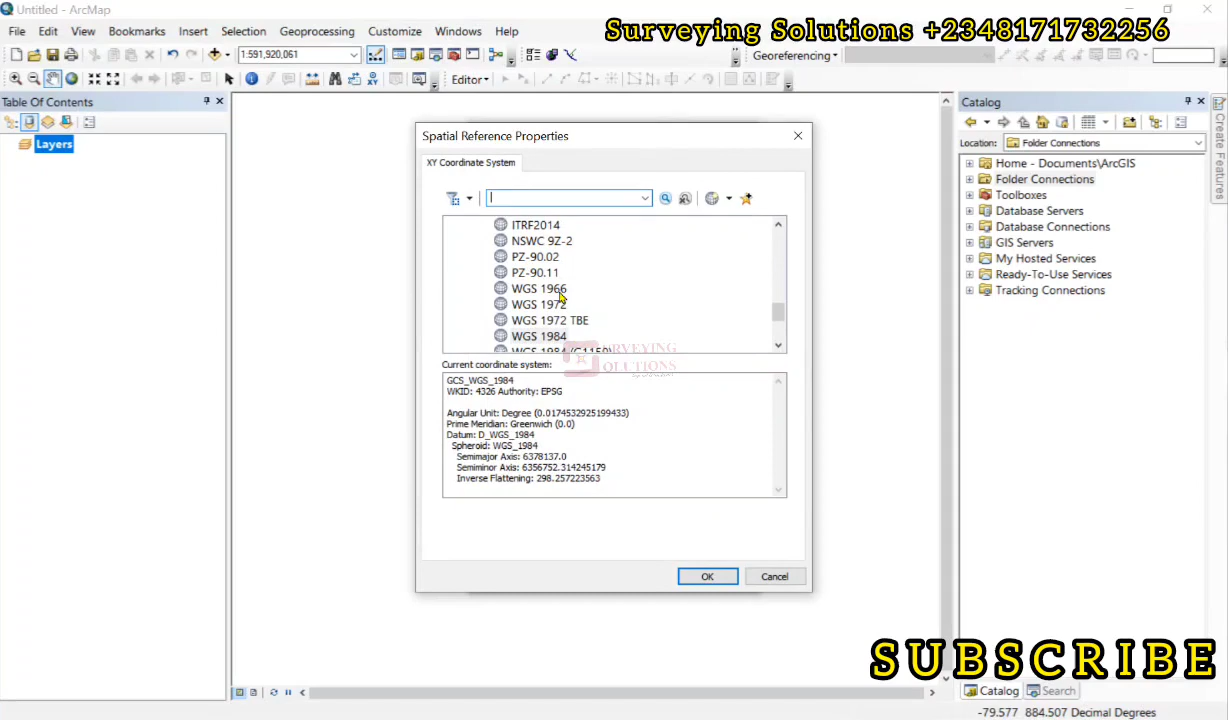 Untitled - ArcMap
File Edit View Bookmarks Insert Selection Geoprocessing Customize Windows Help
Surveying Solutions +2348171732256
1:591,920,061
Georeferencing
Editor
Table Of Contents
Layers
Spatial Reference Properties
XY Coordinate System
ITRF2014
NSWC 9Z-2
PZ-90.02
PZ-90.11
WGS 1966
WGS 1972
WGS 1972 TBE
WGS 1984
WGS 1984 (G1150)
SURVEYING
SOLUTIONS
Current coordinate system:
GCS_WGS_1984
WKID: 4326 Authority: EPSG
Angular Unit: Degree (0.0174532925199433)
Prime Meridian: Greenwich (0.0)
Datum: D_WGS_1984
Spheroid: WGS_1984
Semimajor Axis: 6378137.0
Semiminor Axis: 6356752.314245179
Inverse Flattening: 298.257223563
OK Cancel
Catalog
Location: Folder Connections
Home - Documents\ArcGIS
Folder Connections
Toolboxes
Database Servers
Database Connections
GIS Servers
My Hosted Services
Ready-To-Use Services
Tracking Connections
Create Features
SUBSCRIBE
Catalog Search
-79.577 884.507 Decimal Degrees